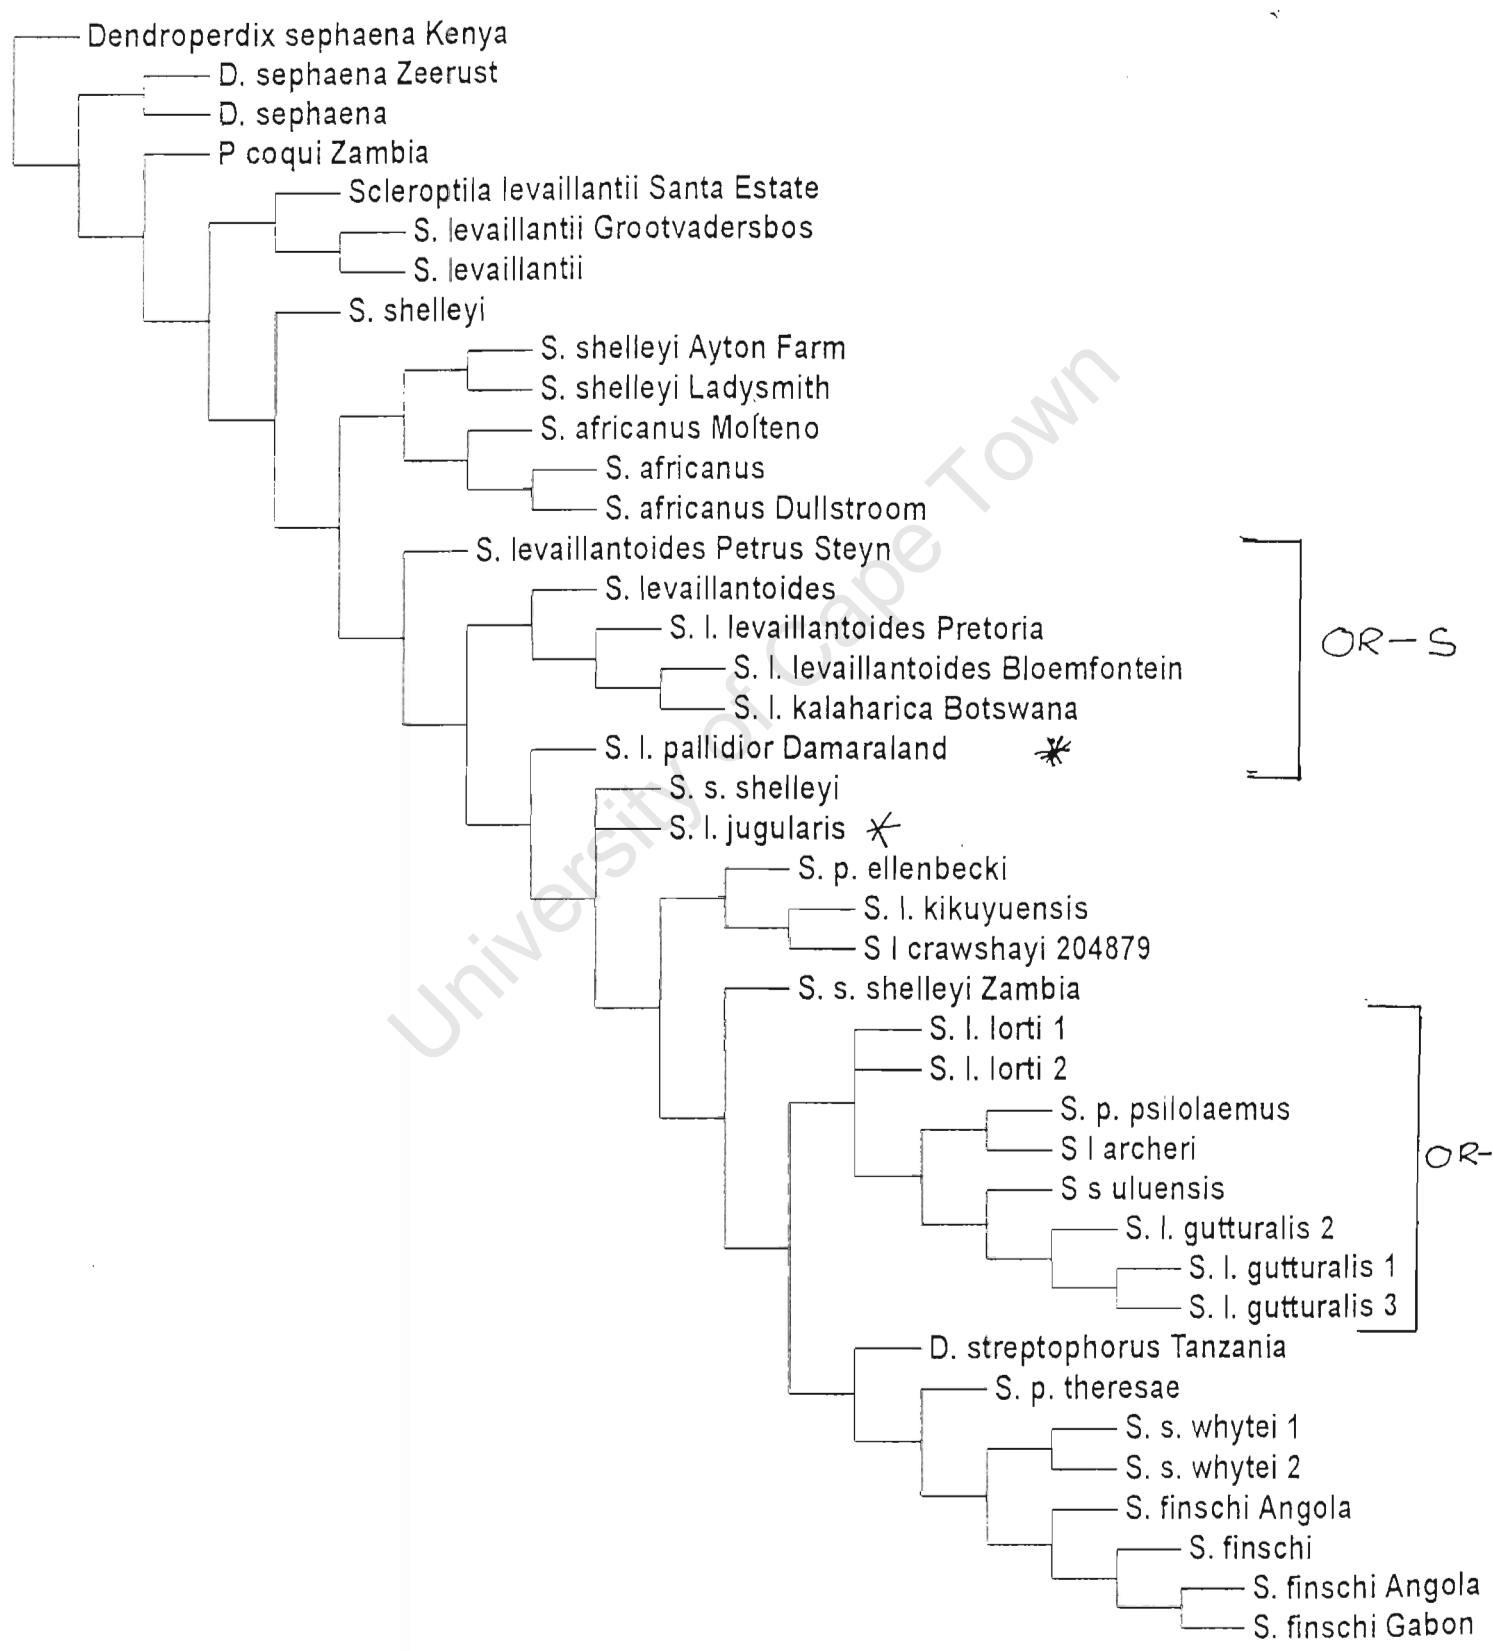 Dendroperdix sephaena Kenya
D. sephaena Zeerust
D. sephaena
P coqui Zambia
Scleroptila levaillantii Santa Estate
S. levaillantii Grootvadersbos
S. levaillantii
S. shelleyi
S. shelleyi Ayton Farm
S. shelleyi Ladysmith
S. africanus Molteno
S. africanus
S. africanus Dullstroom
S. levaillantoides Petrus Steyn
S. levaillantoides
S. l. levaillantoides Pretoria
OR-S
S. l. levaillantoides Bloemfontein
S. l. kalaharica Botswana
S. l. pallidior Damaraland *
S. s. shelleyi
S. l. jugularis *
S. p. ellenbecki
S. l. kikuyuensis
S l crawshayi 204879
S. s. shelleyi Zambia
S. l. lorti 1
S. l. lorti 2
S. p. psilolaemus
S l archeri
OR-
S s uluensis
S. l. gutturalis 2
S. l. gutturalis 1
S. l. gutturalis 3
D. streptophorus Tanzania
S. p. theresae
S. s. whytei 1
S. s. whytei 2
S. finschi Angola
S. finschi
S. finschi Angola
S. finschi Gabon
University of Cape Town